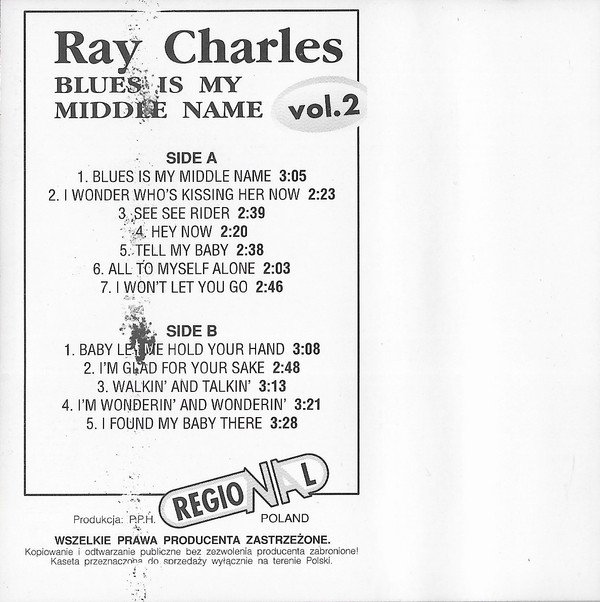 Ray Charles
BLUES IS MY
MIDDLE NAME vol.2
SIDE A
1. BLUES IS MY MIDDLE NAME 3:05
2. I WONDER WHO'S KISSING HER NOW 2:23
3. SEE SEE RIDER 2:39
4. HEY NOW 2:20
5. TELL MY BABY 2:38
6. ALL TO MYSELF ALONE 2:03
7. I WON'T LET YOU GO 2:46
SIDE B
1. BABY LET ME HOLD YOUR HAND 3:08
2. I'M GLAD FOR YOUR SAKE 2:48
3. WALKIN' AND TALKIN' 3:13
4. I'M WONDERIN' AND WONDERIN' 3:21
5. I FOUND MY BABY THERE 3:28
REGIONAL
Produkcja: P.P.H. POLAND
WSZELKIE PRAWA PRODUCENTA ZASTRZEŻONE.
Kopiowanie i odtwarzanie publiczne bez zezwolenia producenta zabronione!
Kaseta przeznaczona do sprzedaży wyłącznie na terenie Polski.